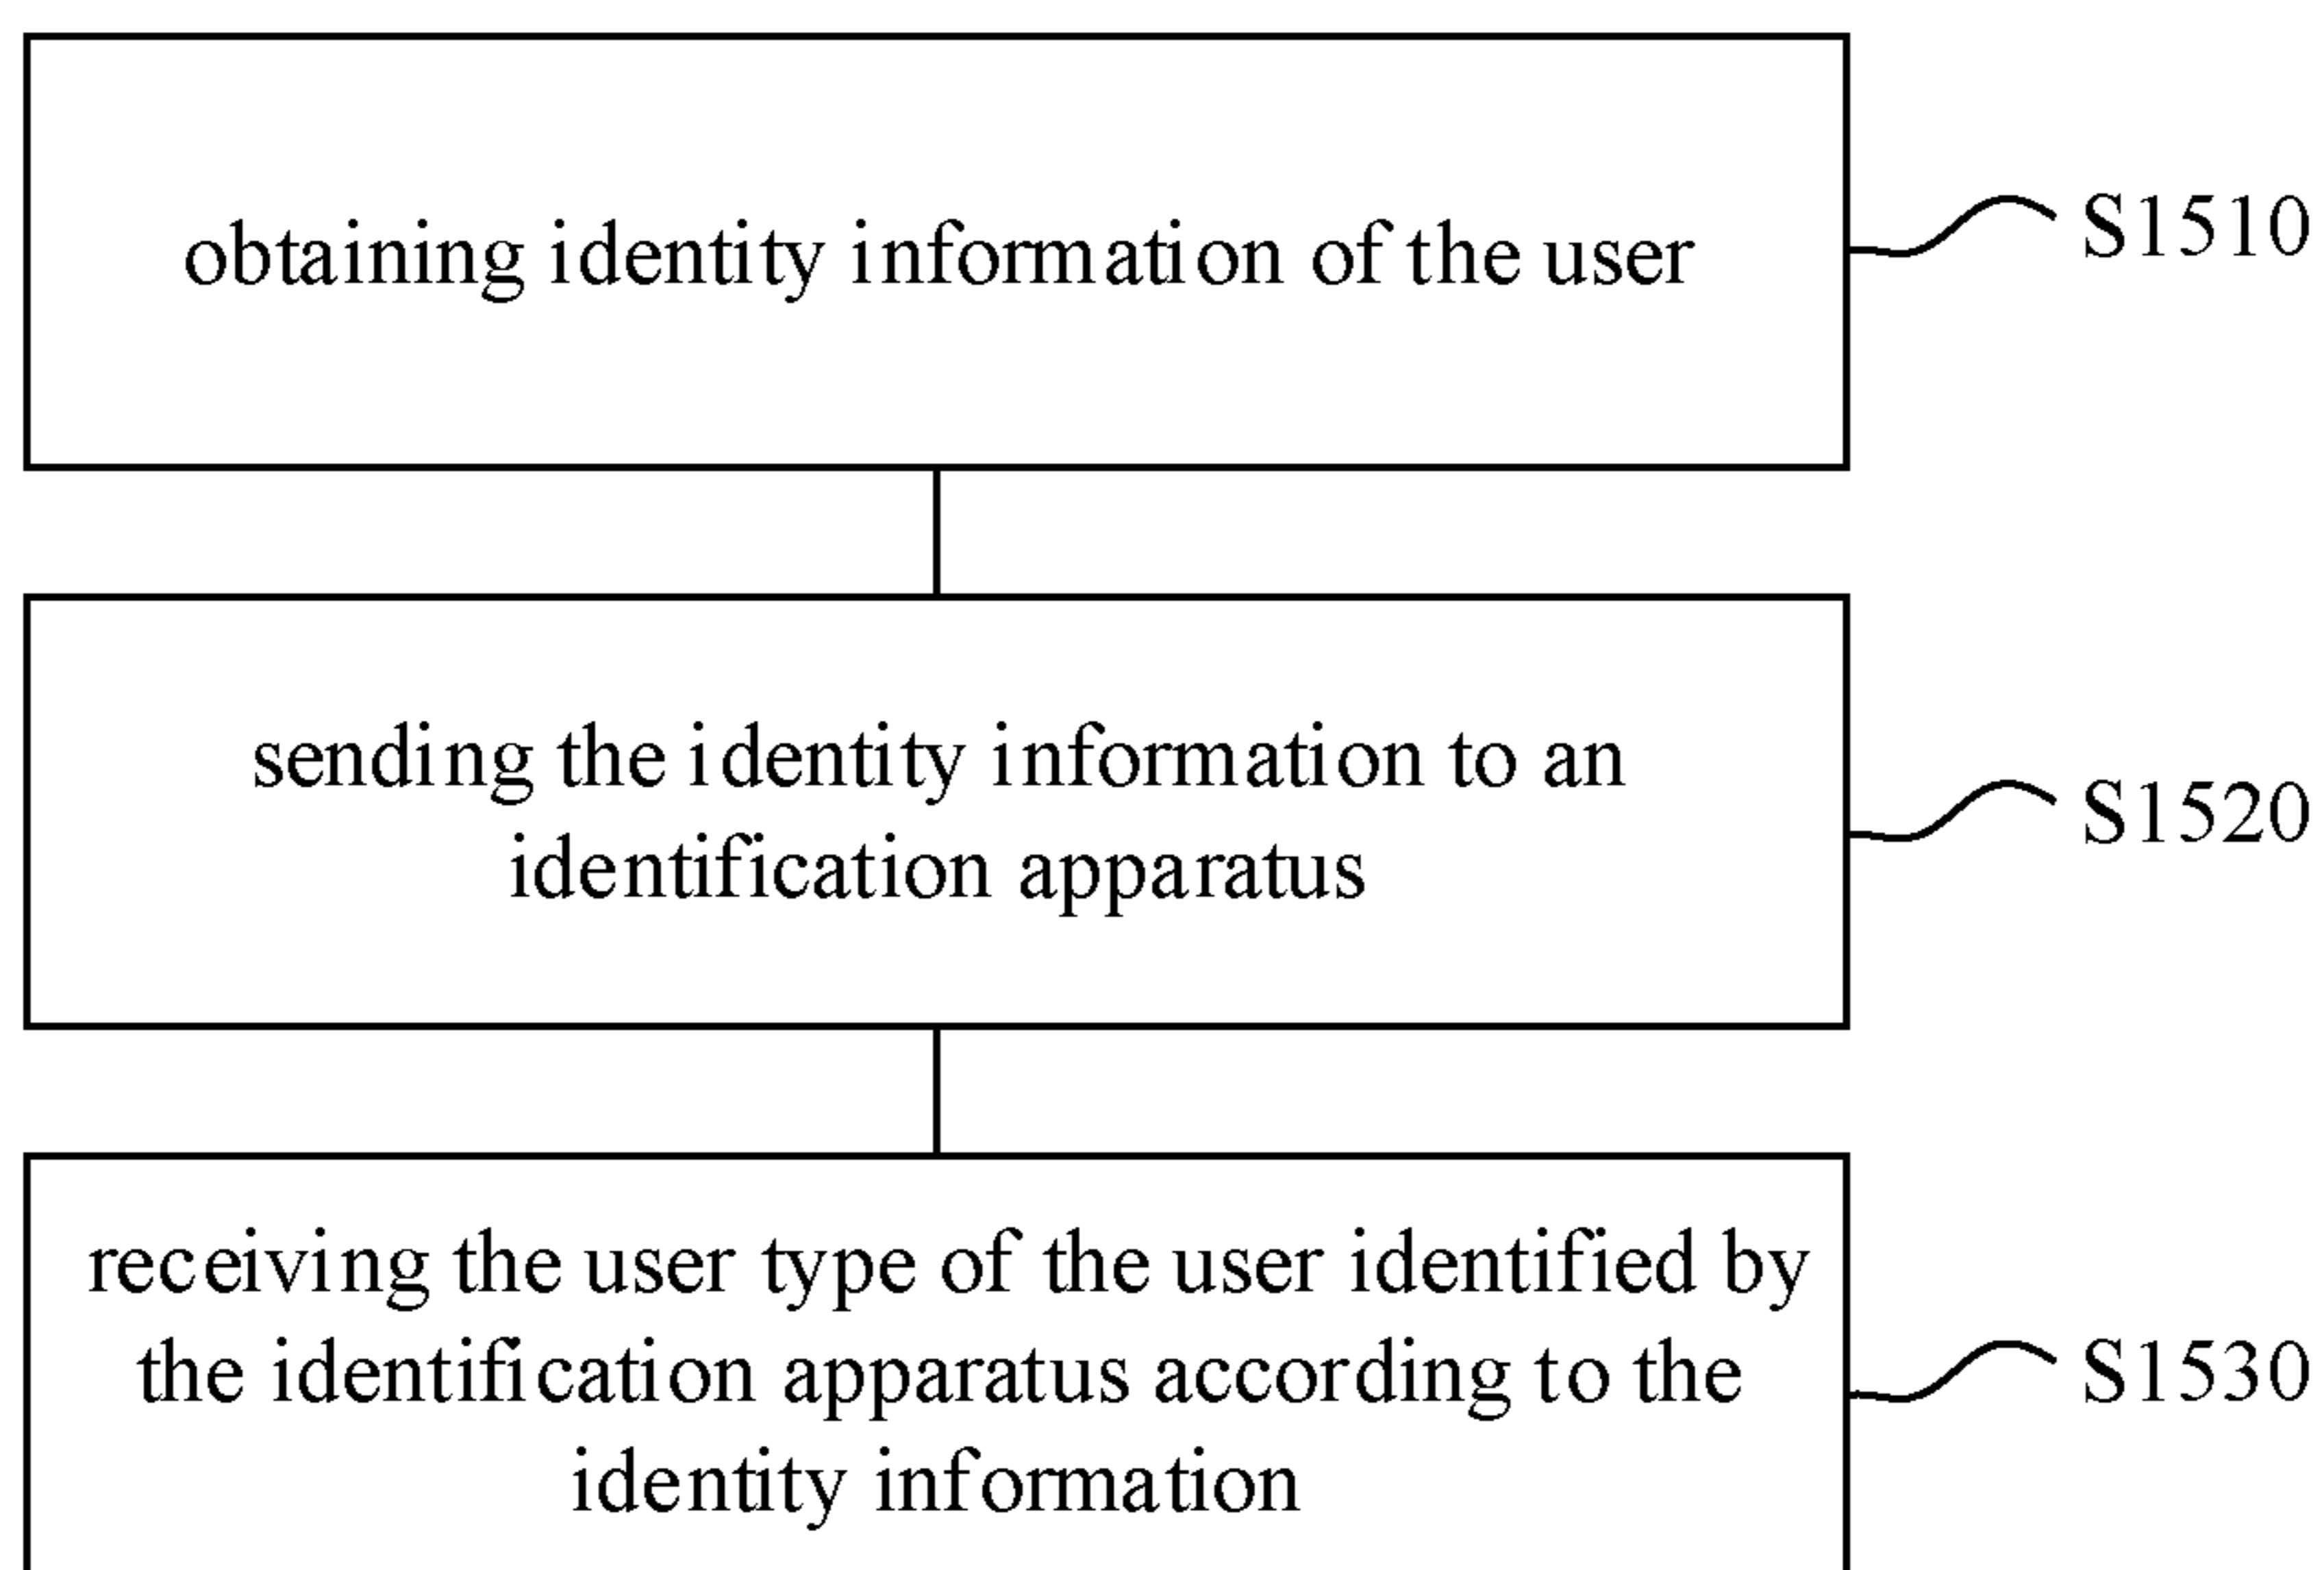 obtaining identity information of the user
S1510
sending the identity information to an
identification apparatus
S1520
receiving the user type of the user identified by
the identification apparatus according to the
identity information
S1530